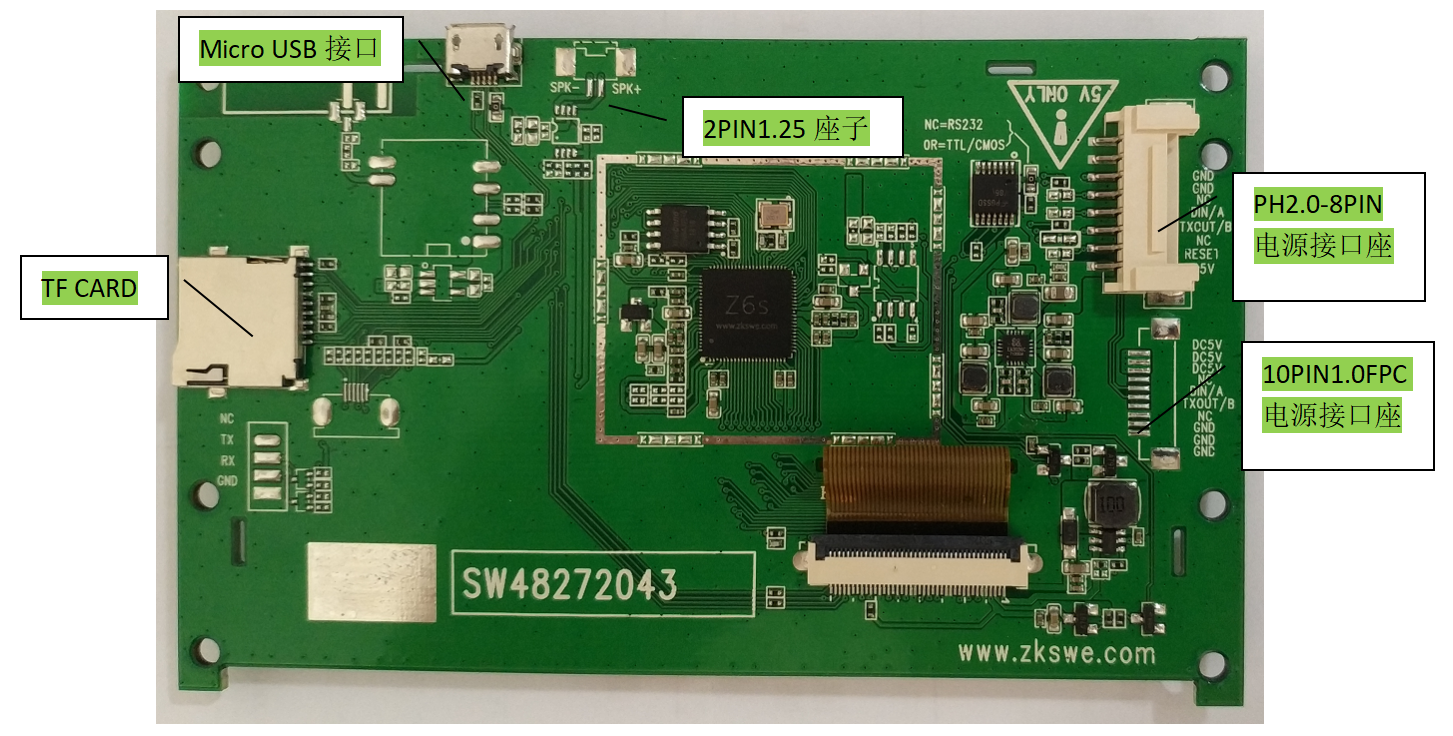 Micro USB 接口
SPK-
SPK+
2PIN1.25 座子
5V ONLY
NC=RS232
0R=TTL/CMOS
GND
GND
NC
DIN/A
TXOUT/B
NC
RESET
5V
PH2.0-8PIN
电源接口座
TF CARD
Z6s
www.zkswe.com
DC5V
DC5V
DC5V
NC
DIN/A
TXOUT/B
NC
GND
GND
GND
10PIN1.0FPC
电源接口座
NC
TX
RX
GND
100
SW48272043
www.zkswe.com